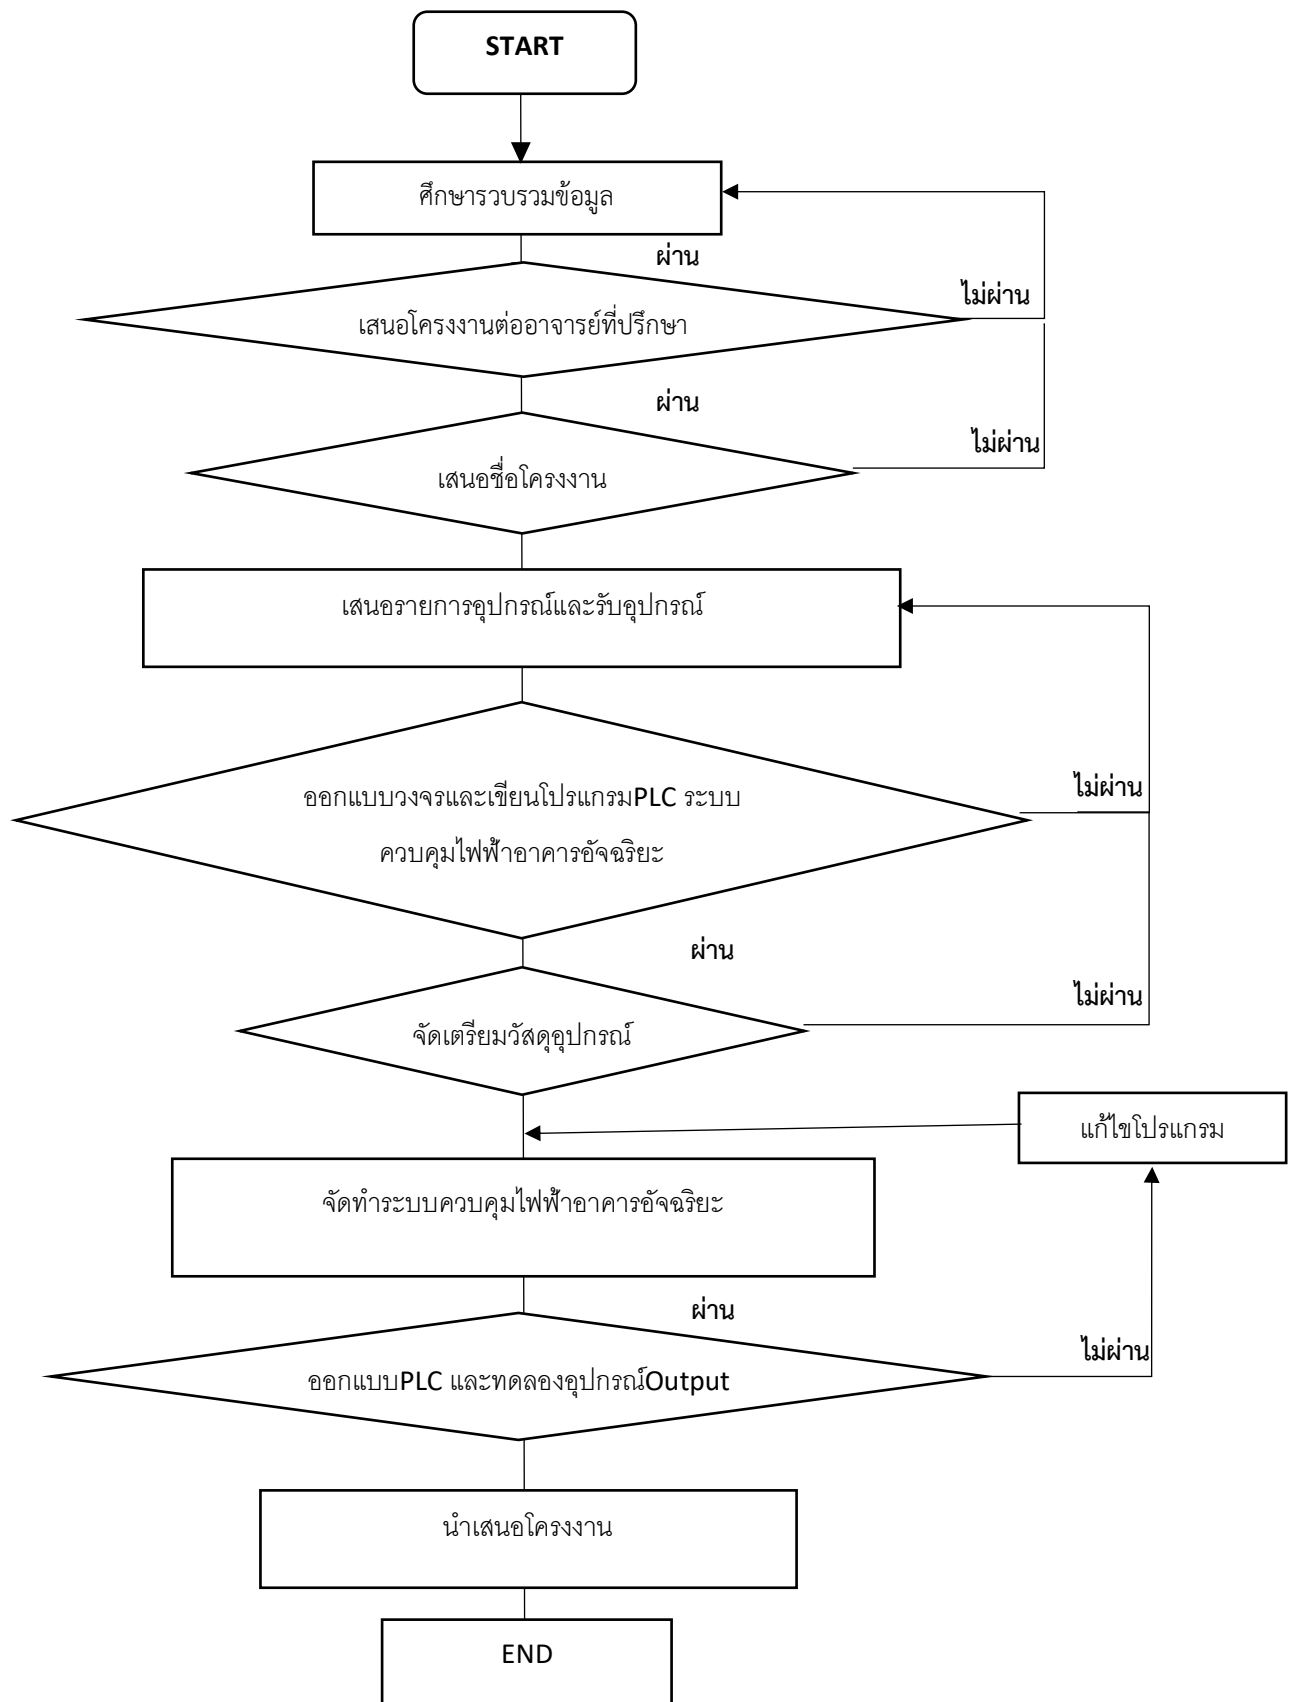 START
ศึกษารวบรวมข้อมูล
ผ่าน
ไม่ผ่าน
เสนอโครงงานต่ออาจารย์ที่ปรึกษา
ผ่าน
ไม่ผ่าน
เสนอชื่อโครงงาน
เสนอรายการอุปกรณ์และรับอุปกรณ์
ไม่ผ่าน
ออกแบบวงจรและเขียนโปรแกรมPLC ระบบ
ควบคุมไฟฟ้าอาคารอัจฉริยะ
ผ่าน
ไม่ผ่าน
จัดเตรียมวัสดุอุปกรณ์
แก้ไขโปรแกรม
จัดทำระบบควบคุมไฟฟ้าอาคารอัจฉริยะ
ผ่าน
ไม่ผ่าน
ออกแบบPLC และทดลองอุปกรณ์Output
นำเสนอโครงงาน
END